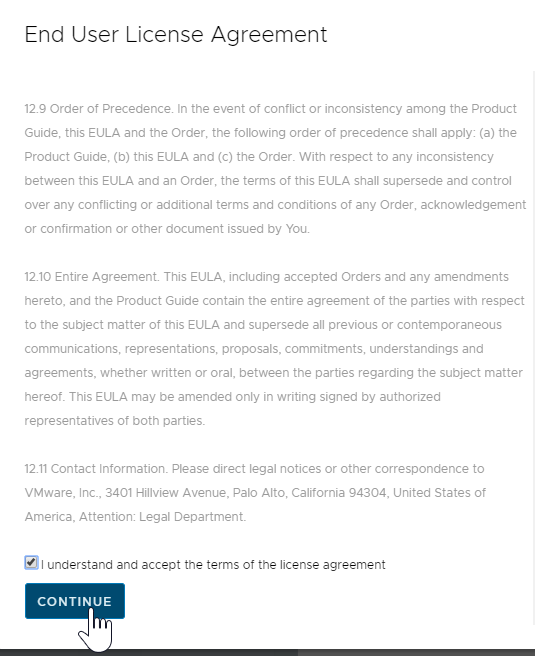 End User License Agreement
12.9 Order of Precedence. In the event of conflict or inconsistency among the Product
Guide, this EULA and the Order, the following order of precedence shall apply: (a) the
Product Guide, (b) this EULA and (c) the Order. With respect to any inconsistency
between this EULA and an Order, the terms of this EULA shall supersede and control
over any conflicting or additional terms and conditions of any Order, acknowledgement
or confirmation or other document issued by You.
12.10 Entire Agreement. This EULA, including accepted Orders and any amendments
hereto, and the Product Guide contain the entire agreement of the parties with respect
to the subject matter of this EULA and supersede all previous or contemporaneous
communications, representations, proposals, commitments, understandings and
agreements, whether written or oral, between the parties regarding the subject matter
hereof. This EULA may be amended only in writing signed by authorized
representatives of both parties.
12.11 Contact Information. Please direct legal notices or other correspondence to
VMware, Inc., 3401 Hillview Avenue, Palo Alto, California 94304, United States of
America, Attention: Legal Department.
I understand and accept the terms of the license agreement
CONTINUE